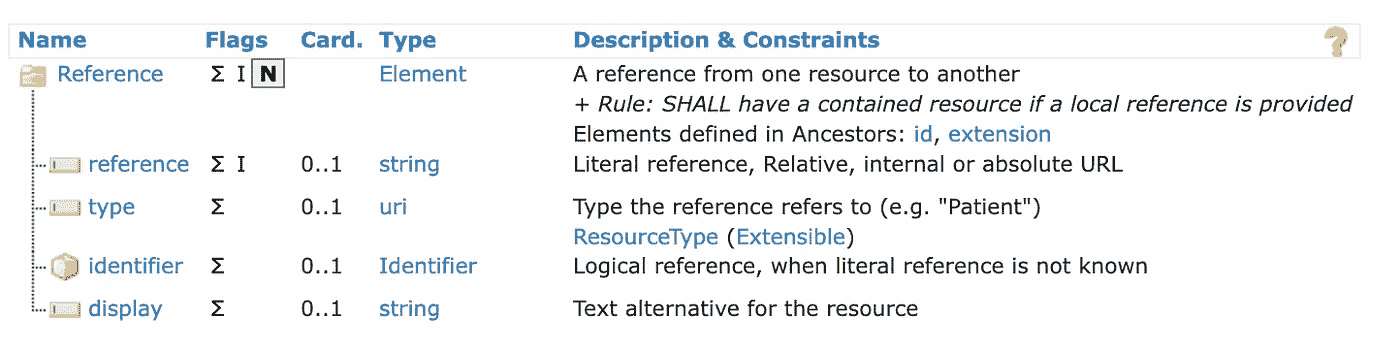 Name Flags Card. Type Description & Constraints ?
Reference Σ I N Element A reference from one resource to another
+ Rule: SHALL have a contained resource if a local reference is provided
Elements defined in Ancestors: id, extension
reference Σ I 0..1 string Literal reference, Relative, internal or absolute URL
type Σ 0..1 uri Type the reference refers to (e.g. "Patient")
ResourceType (Extensible)
identifier Σ 0..1 Identifier Logical reference, when literal reference is not known
display Σ 0..1 string Text alternative for the resource